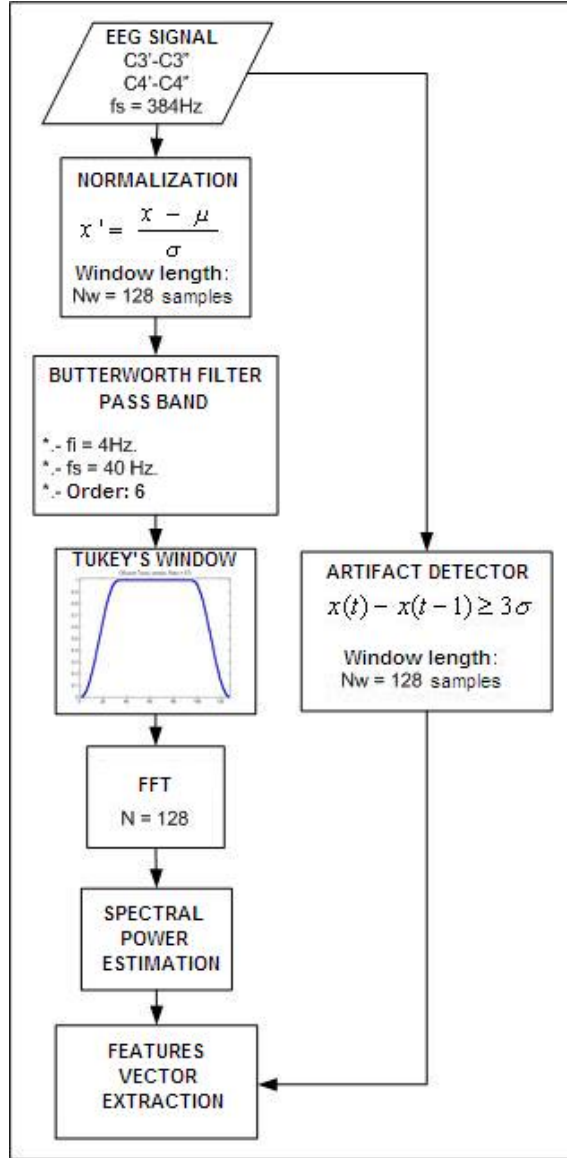 EEG SIGNAL
C3'-C3"
C4'-C4"
fs = 384Hz
NORMALIZATION
x' = (x - μ) / σ
Window length:
Nw = 128 samples
BUTTERWORTH FILTER
PASS BAND
*.- fi = 4Hz.
*.- fs = 40 Hz.
*.- Order: 6
TUKEY'S WINDOW
FFT
N = 128
SPECTRAL
POWER
ESTIMATION
FEATURES
VECTOR
EXTRACTION
ARTIFACT DETECTOR
x(t) - x(t-1) ≥ 3σ
Window length:
Nw = 128 samples